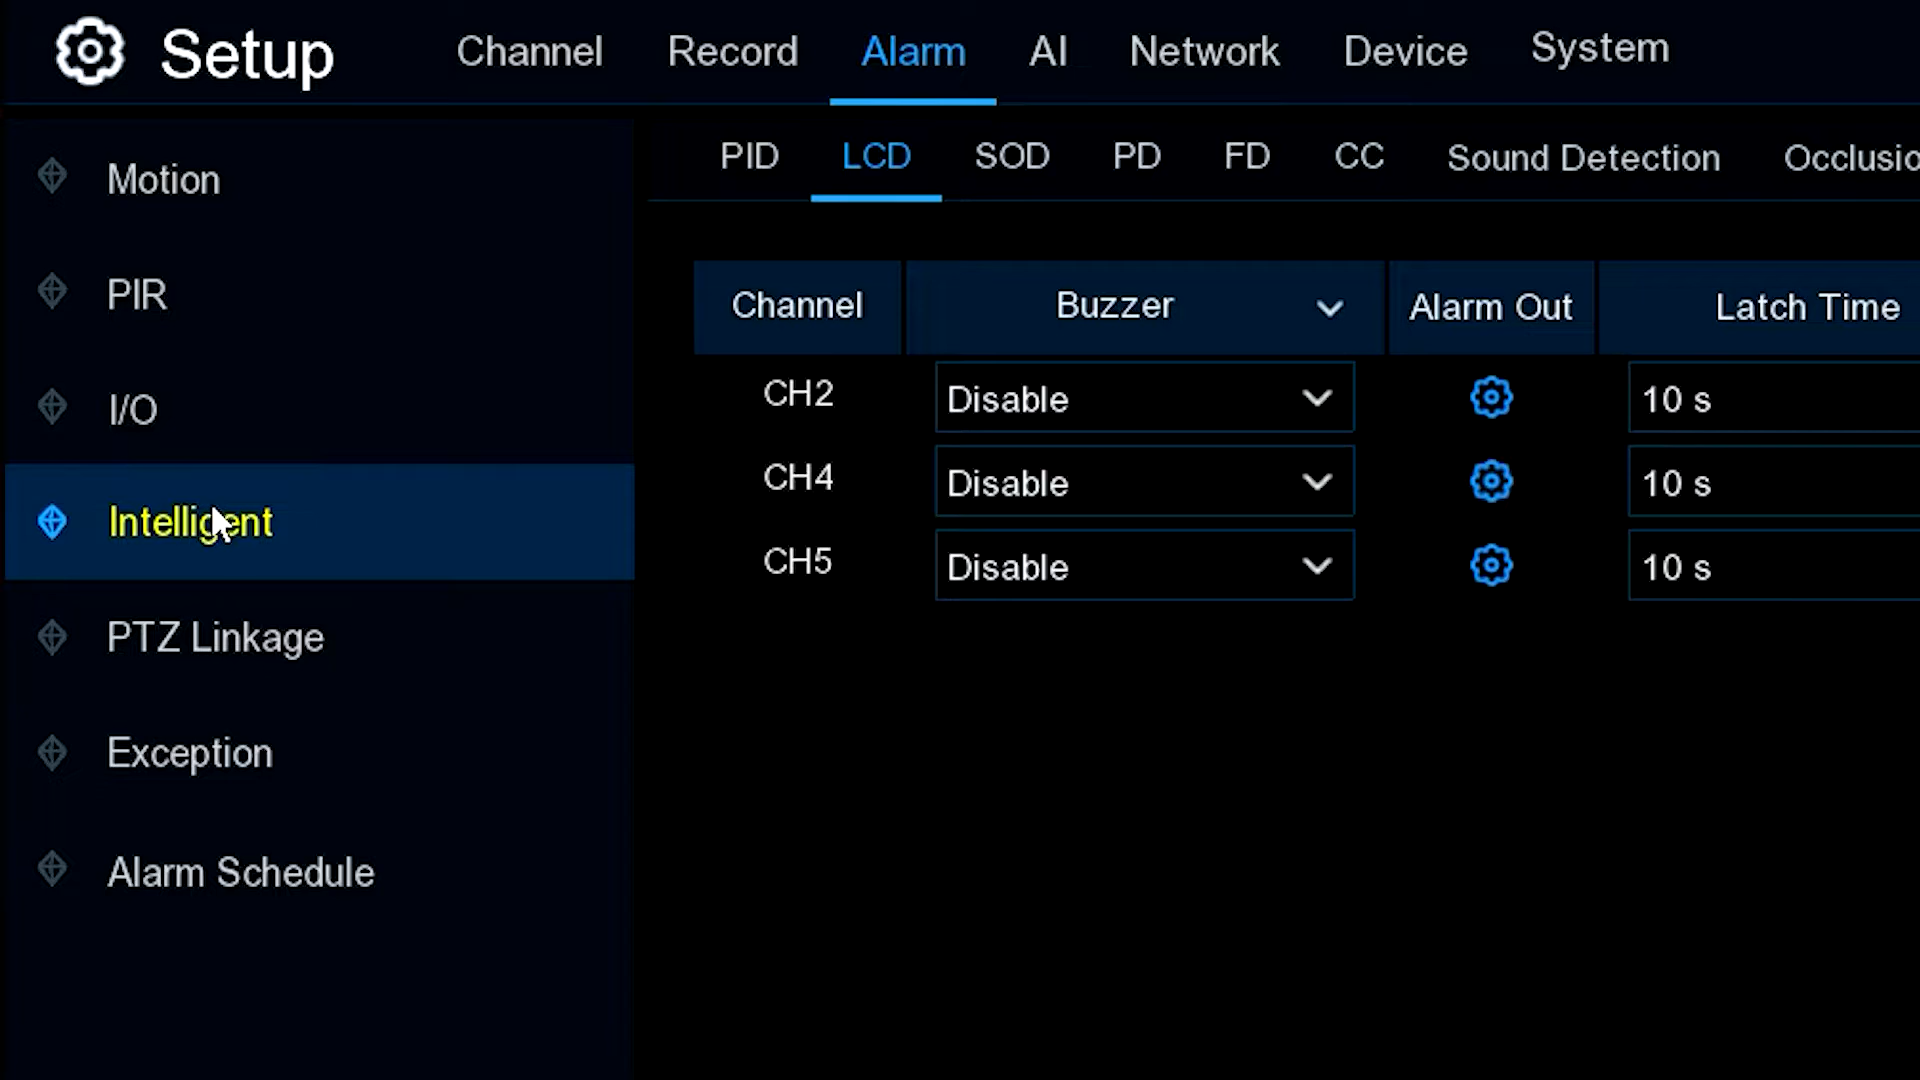 Setup Channel Record Alarm AI Network Device System
Motion
PIR
I/O
Intelligent
PTZ Linkage
Exception
Alarm Schedule
PID LCD SOD PD FD CC Sound Detection Occlusio
Channel Buzzer Alarm Out Latch Time
CH2 Disable 10 s
CH4 Disable 10 s
CH5 Disable 10 s